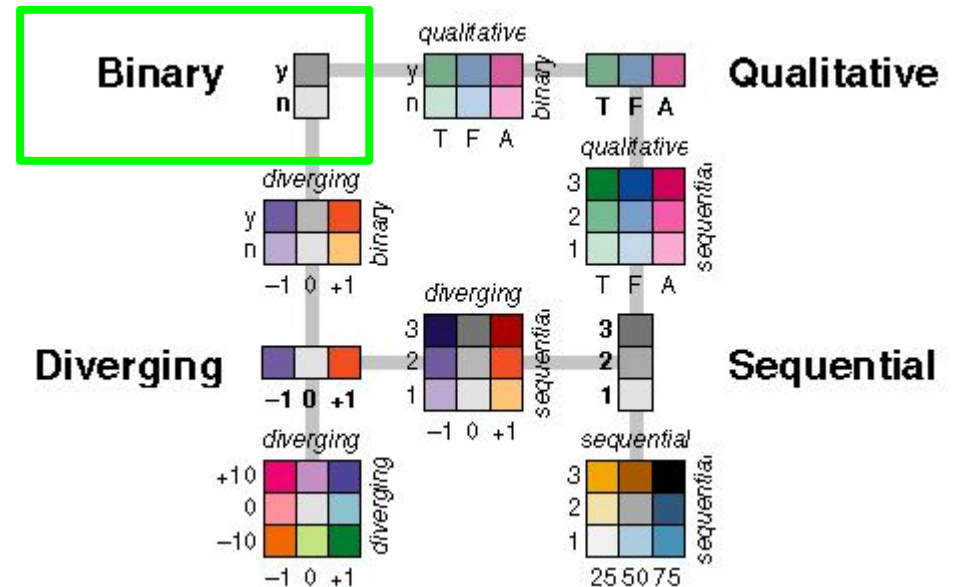 qualitative
Binary y y binary Qualitative
n n T F A
T F A qualitative
diverging 3 sequential
y binary 2
n 1
−1 0 +1 diverging T F A
3 sequential 3
Diverging 2 2 Sequential
−1 0 +1 1 1
diverging −1 0 +1 sequential
+10 diverging 3 sequential
0 2
−10 1
−1 0 +1 25 50 75